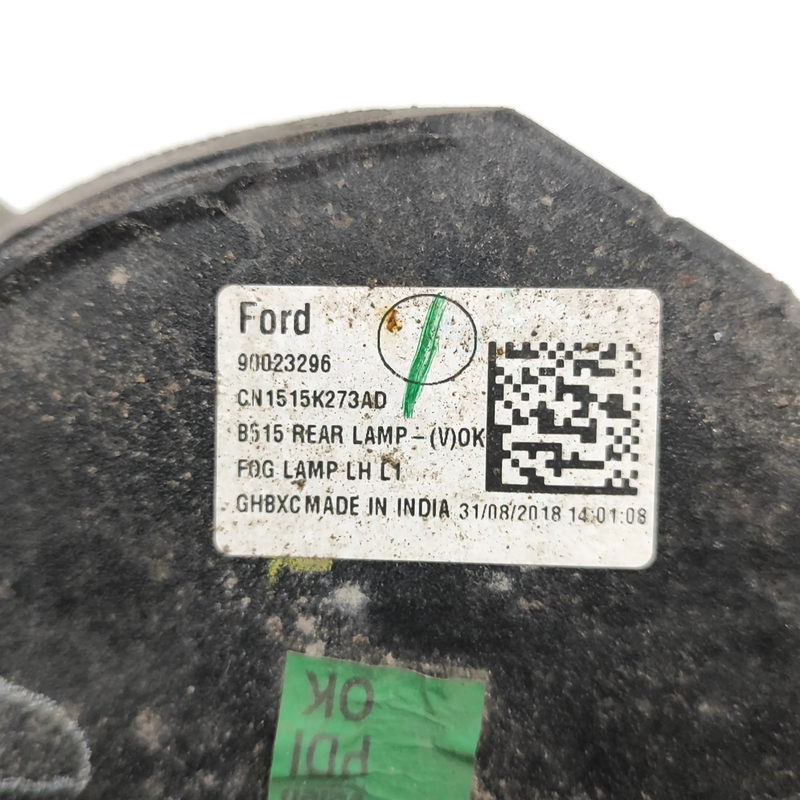 Ford
90023296
CN1515K273AD
B515 REAR LAMP-(V)OK
FOG LAMP LH L1
GHBXC MADE IN INDIA 31/08/2018 14:01:08
PDI
OK